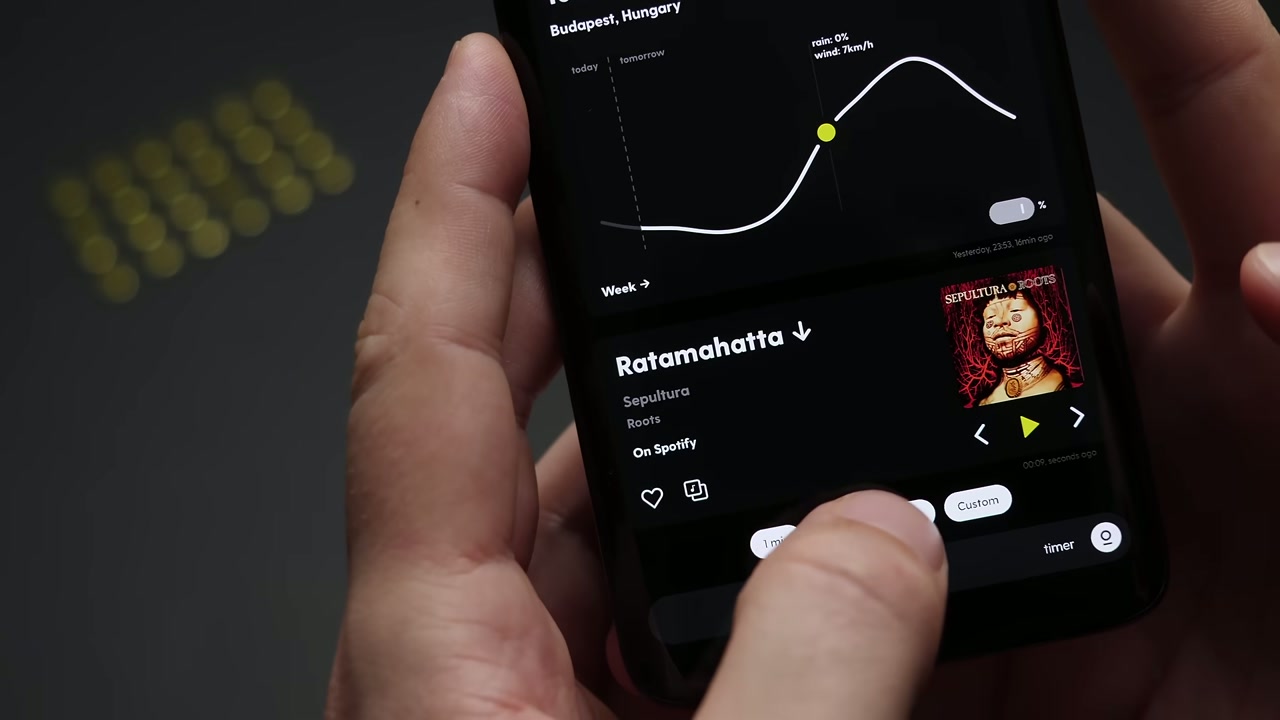 Budapest, Hungary
today
tomorrow
rain: 0%
wind: 7km/h
%
Yesterday, 23:53, 16min ago
Week →
SEPULTURA ROOTS
Ratamahatta ↓
Sepultura
Roots
On Spotify
00:09, seconds ago
Custom
1
timer